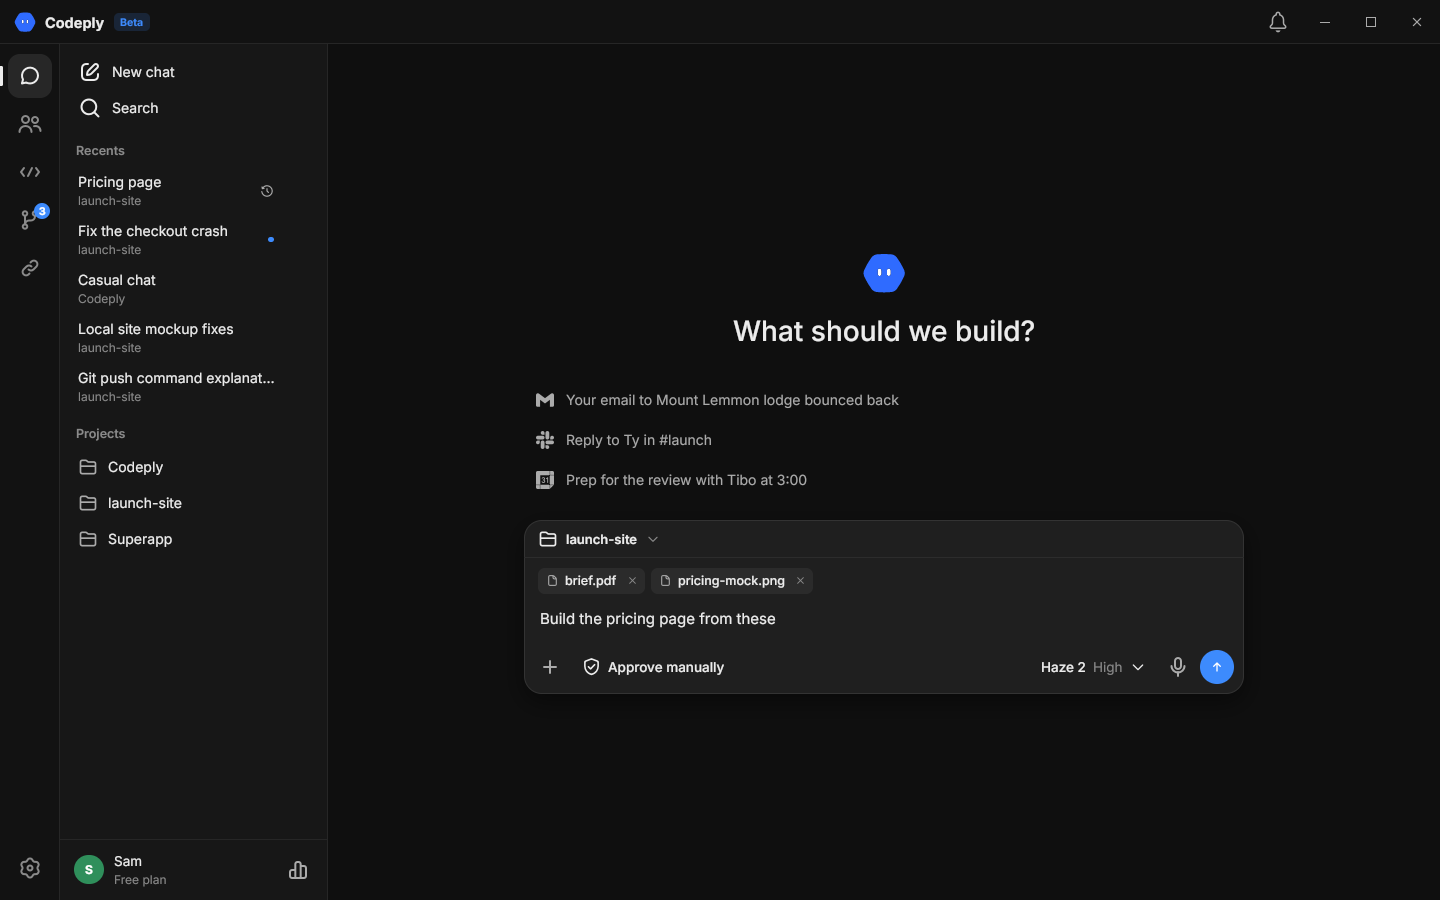 Codeply Beta
New chat
Search
Recents
Pricing page
launch-site
Fix the checkout crash
launch-site
Casual chat
Codeply
Local site mockup fixes
launch-site
Git push command explanat...
launch-site
Projects
Codeply
launch-site
Superapp
Sam
Free plan
S
3
What should we build?
Your email to Mount Lemmon lodge bounced back
Reply to Ty in #launch
31
Prep for the review with Tibo at 3:00
launch-site
brief.pdf
pricing-mock.png
Build the pricing page from these
Approve manually
Haze 2 High